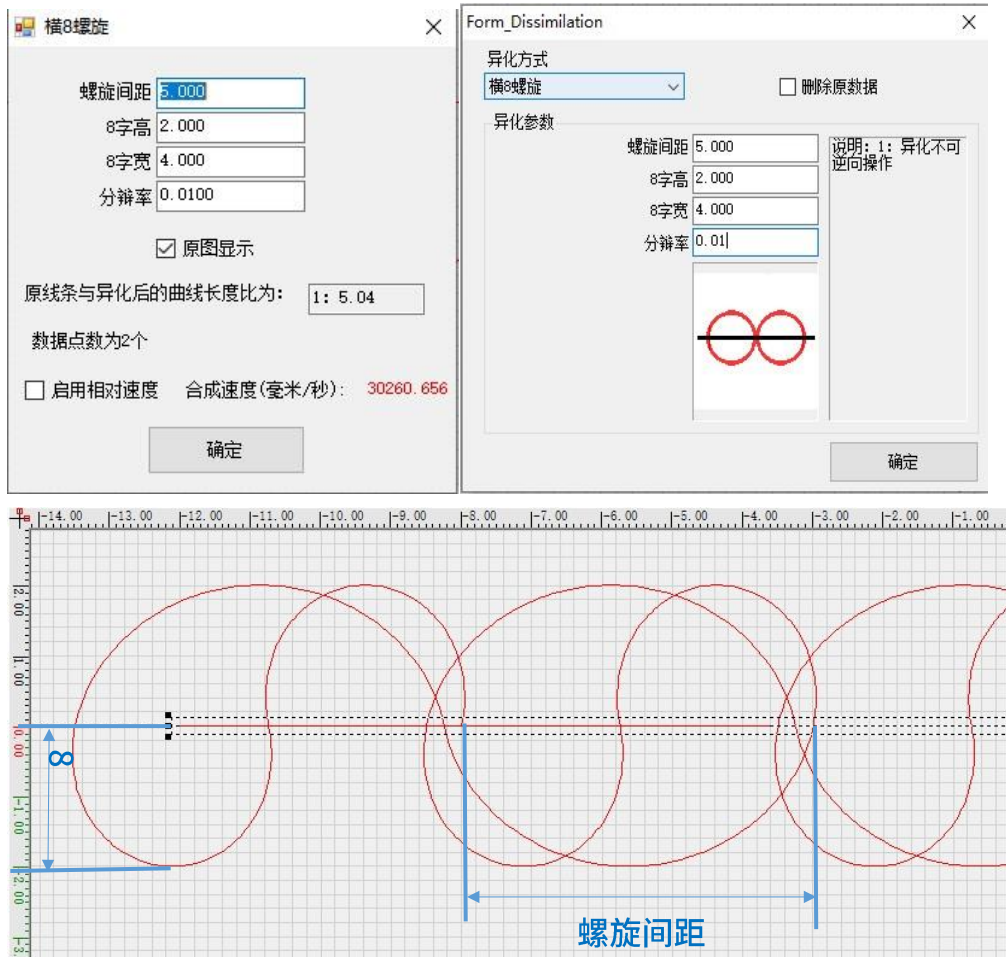 横8螺旋
螺旋间距 5.000
8字高 2.000
8字宽 4.000
分辩率 0.0100
原图显示
原线条与异化后的曲线长度比为: 1: 5.04
数据点数为2个
启用相对速度 合成速度(毫米/秒): 30260.656
确定
Form_Dissimilation
异化方式
横8螺旋
删除原数据
异化参数
螺旋间距 5.000
8字高 2.000
8字宽 4.000
分辩率 0.01
说明: 1: 异化不可
逆向操作
确定
-14.00 -13.00 -12.00 -11.00 -10.00 -9.00 -8.00 -7.00 -6.00 -5.00 -4.00 -3.00 -2.00 -1.00
2.00
1.00
0.00
-1.00
-2.00
-3.
8
螺旋间距